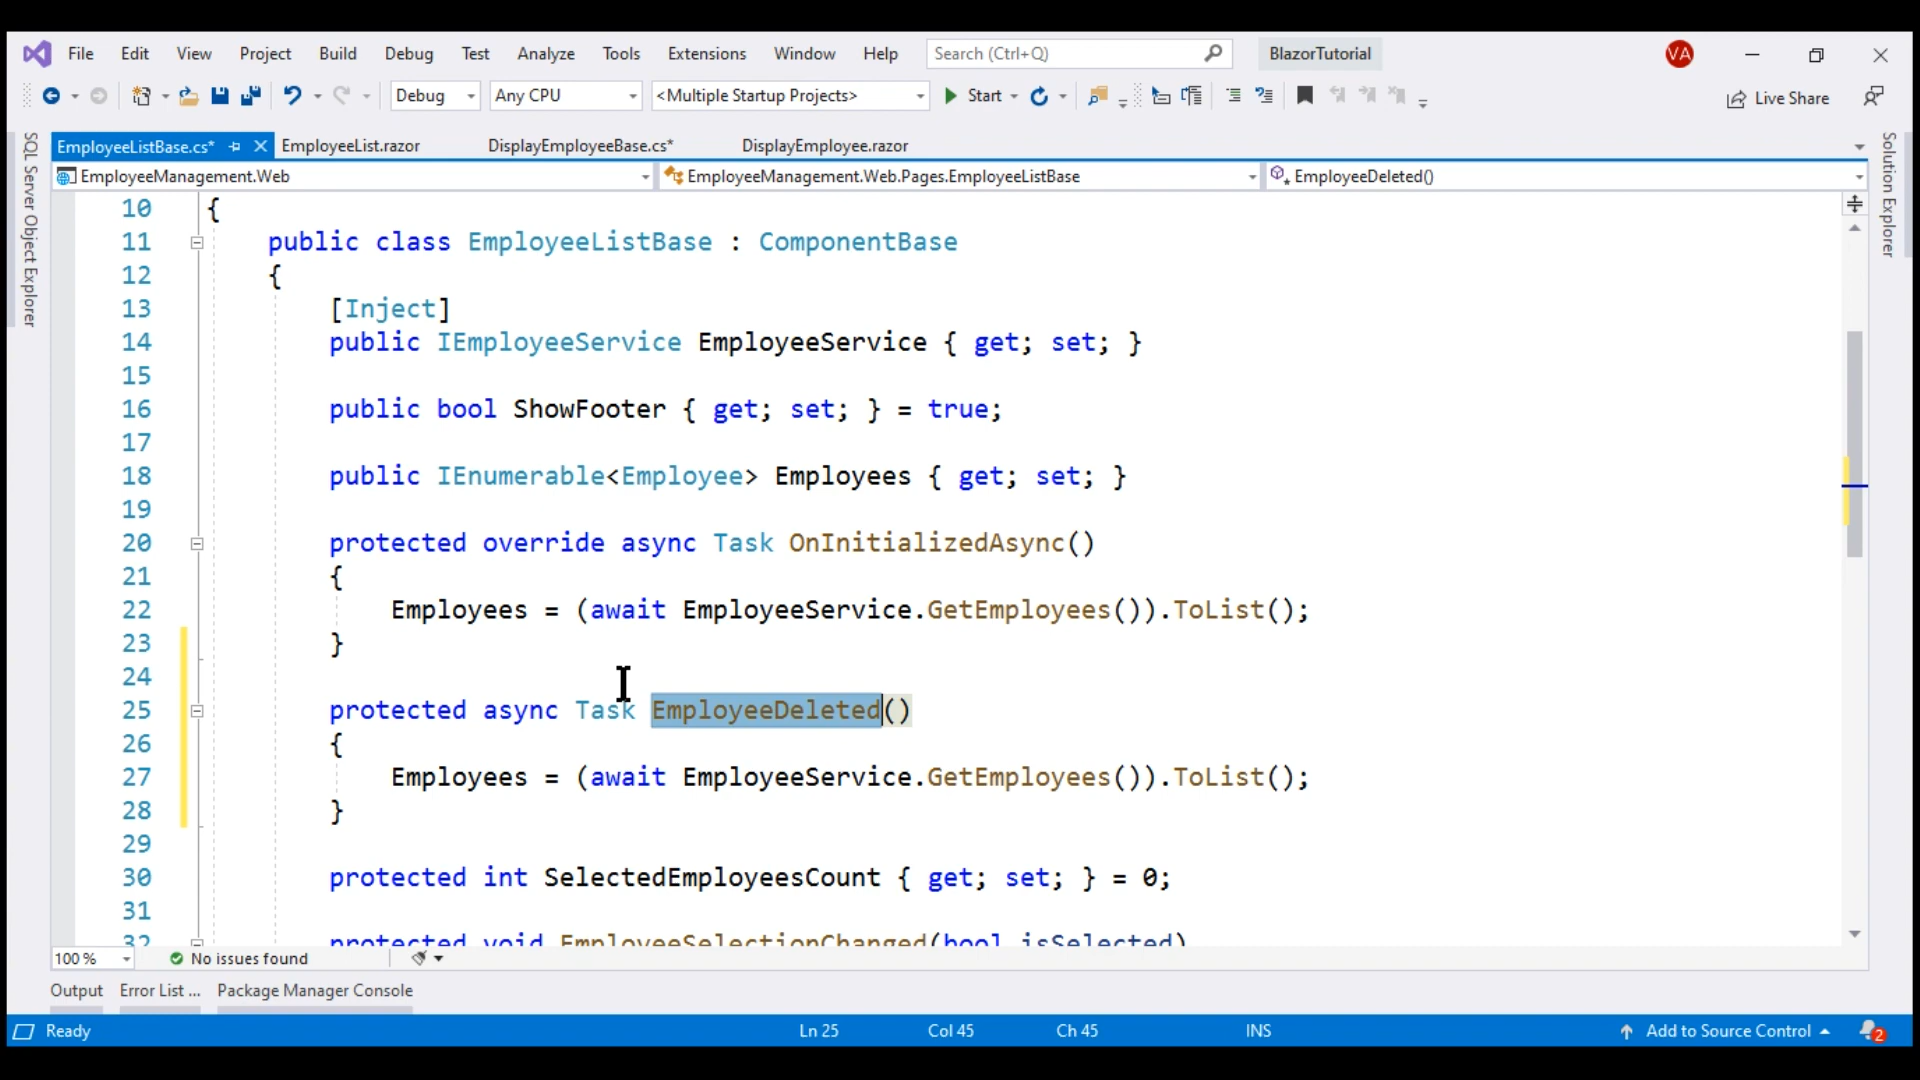 File Edit View Project Build Debug Test Analyze Tools Extensions Window Help Search (Ctrl+Q) BlazorTutorial VA
Debug Any CPU <Multiple Startup Projects> Start Live Share
SQL Server Object Explorer
Solution Explorer
EmployeeListBase.cs* EmployeeList.razor DisplayEmployeeBase.cs* DisplayEmployee.razor
EmployeeManagement.Web EmployeeManagement.Web.Pages.EmployeeListBase EmployeeDeleted()
10 {
11 public class EmployeeListBase : ComponentBase
12 {
13 [Inject]
14 public IEmployeeService EmployeeService { get; set; }
15
16 public bool ShowFooter { get; set; } = true;
17
18 public IEnumerable<Employee> Employees { get; set; }
19
20 protected override async Task OnInitializedAsync()
21 {
22 Employees = (await EmployeeService.GetEmployees()).ToList();
23 }
24
25 protected async Task EmployeeDeleted()
26 {
27 Employees = (await EmployeeService.GetEmployees()).ToList();
28 }
29
30 protected int SelectedEmployeesCount { get; set; } = 0;
31
32 protected void EmployeeSelectionChanged(bool isSelected)
100 % No issues found
Output Error List ... Package Manager Console
Ready Ln 25 Col 45 Ch 45 INS Add to Source Control 2